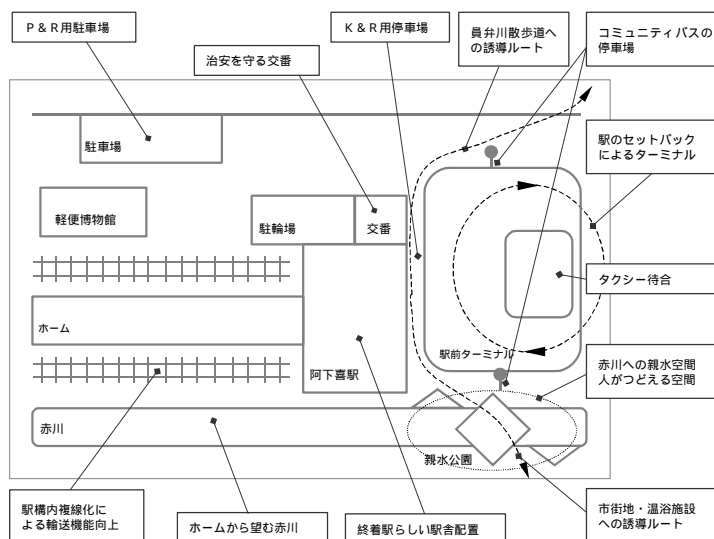 P&R用駐車場
K&R用停車場
員弁川散歩道へ
の誘導ルート
コミュニティバスの
停車場
治安を守る交番
駅のセットバック
によるターミナル
駐車場
軽便博物館
駐輪場
交番
タクシー待合
ホーム
駅前ターミナル
阿下喜駅
赤川への親水空間
人がつどえる空間
赤川
親水公園
駅構内複線化に
よる輸送機能向上
ホームから望む赤川
終着駅らしい駅舎配置
市街地・温浴施設
への誘導ルート